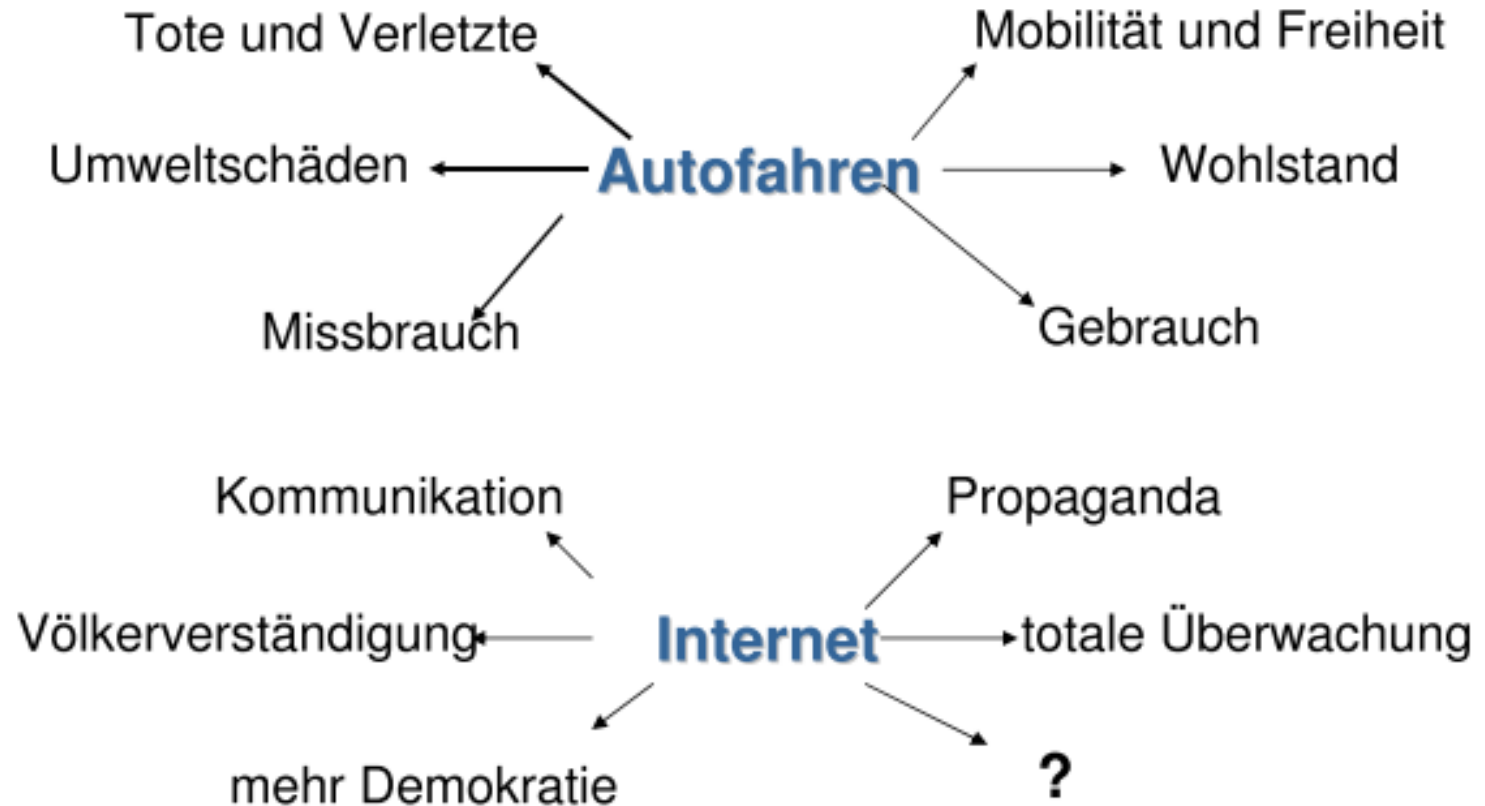 Tote und Verletzte
Mobilität und Freiheit
Umweltschäden
Autofahren
Wohlstand
Missbrauch
Gebrauch
Kommunikation
Propaganda
Völkerverständigung
Internet
totale Überwachung
mehr Demokratie
?